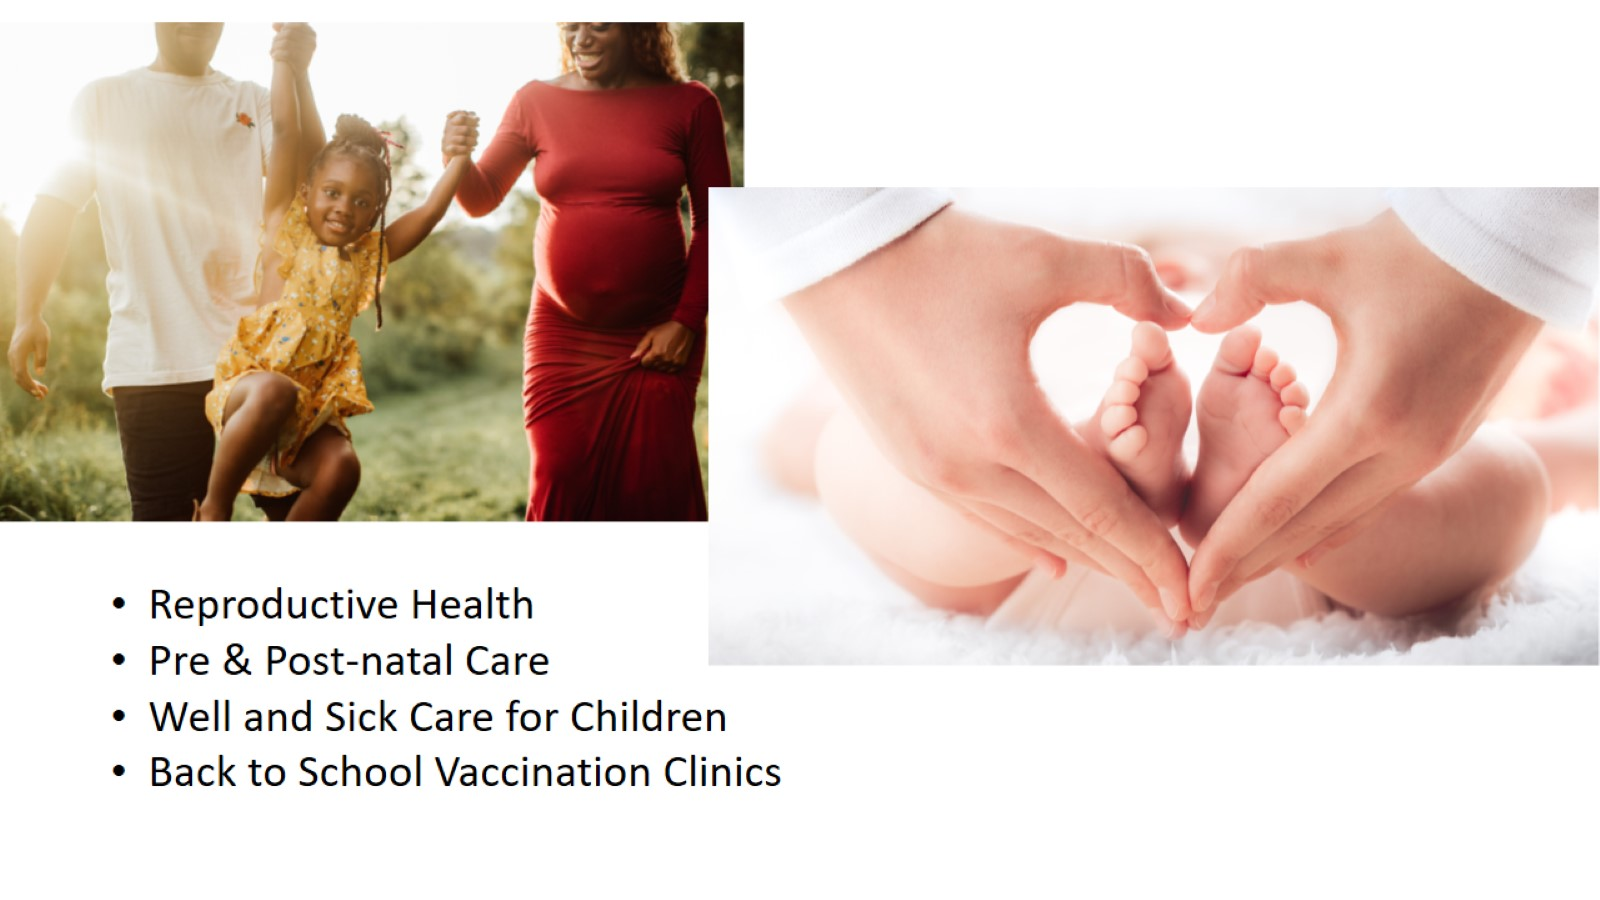 • Reproductive Health
• Pre & Post-natal Care
• Well and Sick Care for Children
• Back to School Vaccination Clinics